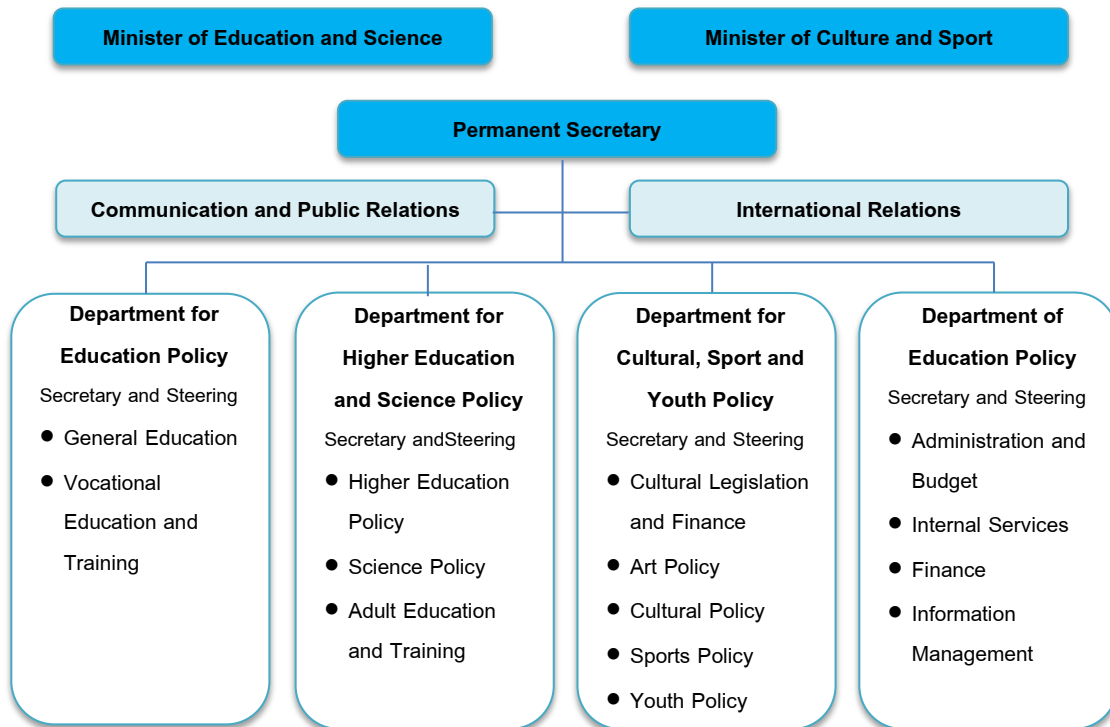 Minister of Education and Science
Minister of Culture and Sport
Permanent Secretary
Communication and Public Relations
International Relations
Department for
Education Policy
Secretary and Steering
● General Education
● Vocational
Education and
Training
Department for
Higher Education
and Science Policy
Secretary andSteering
● Higher Education
Policy
● Science Policy
● Adult Education
and Training
Department for
Cultural, Sport and
Youth Policy
Secretary and Steering
● Cultural Legislation
and Finance
● Art Policy
● Cultural Policy
● Sports Policy
● Youth Policy
Department of
Education Policy
Secretary and Steering
● Administration and
Budget
● Internal Services
● Finance
● Information
Management